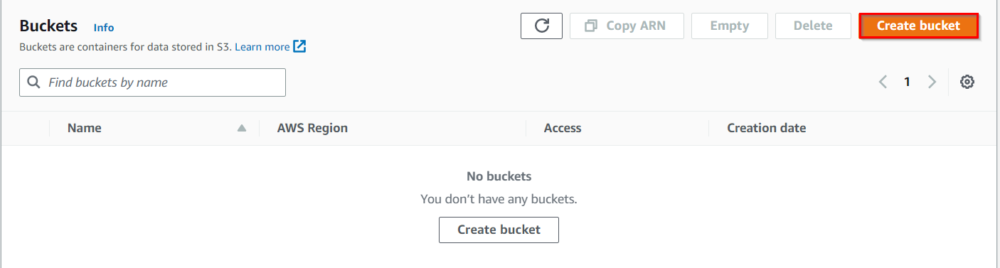 Buckets Info
Copy ARN Empty Delete Create bucket
Buckets are containers for data stored in S3. Learn more
Find buckets by name
1
Name AWS Region Access Creation date
No buckets
You don’t have any buckets.
Create bucket